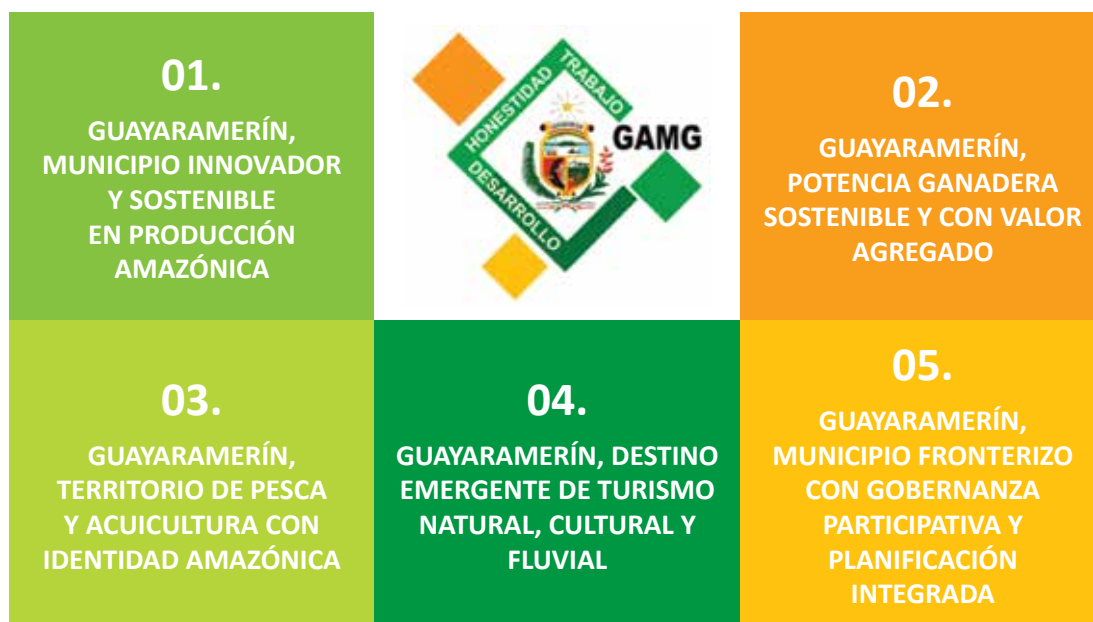 01.
GUAYARAMERÍN,
MUNICIPIO INNOVADOR
Y SOSTENIBLE
EN PRODUCCIÓN
AMAZÓNICA
HONESTIDAD
TRABAJO
DESARROLLO
GAMG
02.
GUAYARAMERÍN,
POTENCIA GANADERA
SOSTENIBLE Y CON VALOR
AGREGADO
03.
GUAYARAMERÍN,
TERRITORIO DE PESCA
Y ACUICULTURA CON
IDENTIDAD AMAZÓNICA
04.
GUAYARAMERÍN, DESTINO
EMERGENTE DE TURISMO
NATURAL, CULTURAL Y
FLUVIAL
05.
GUAYARAMERÍN,
MUNICIPIO FRONTERIZO
CON GOBERNANZA
PARTICIPATIVA Y
PLANIFICACIÓN
INTEGRADA